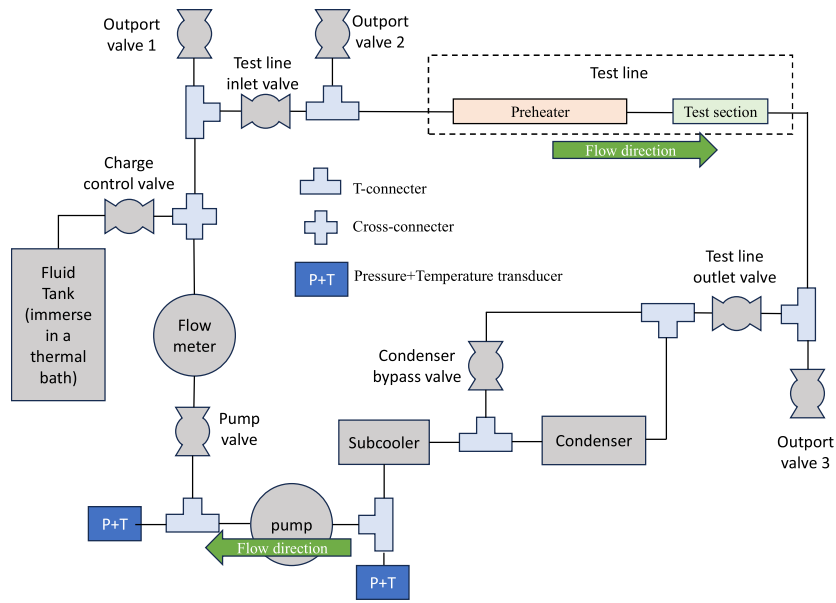 Outport
valve 1
Outport
valve 2
Test line
inlet valve
Test line
Preheater
Test section
Flow direction
Charge
control valve
T-connecter
Cross-connecter
P+T
Pressure+Temperature transducer
Fluid
Tank
(immerse
in a
thermal
bath)
Flow
meter
Test line
outlet valve
Condenser
bypass valve
Pump
valve
Subcooler
Condenser
Outport
valve 3
P+T
pump
Flow direction
P+T